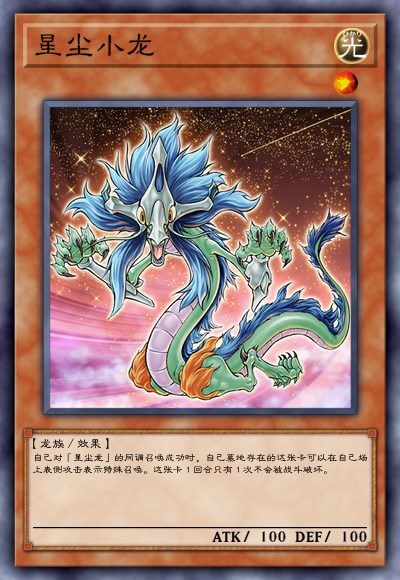 星尘小龙
ひかり
光
【龙族／效果】
自己对「星尘龙」的同调召唤成功时，自己墓地存在的这张卡可以在自己场
上表侧攻击表示特殊召唤。这张卡1回合只有1次不会被战斗破坏。
ATK/ 100 DEF/ 100